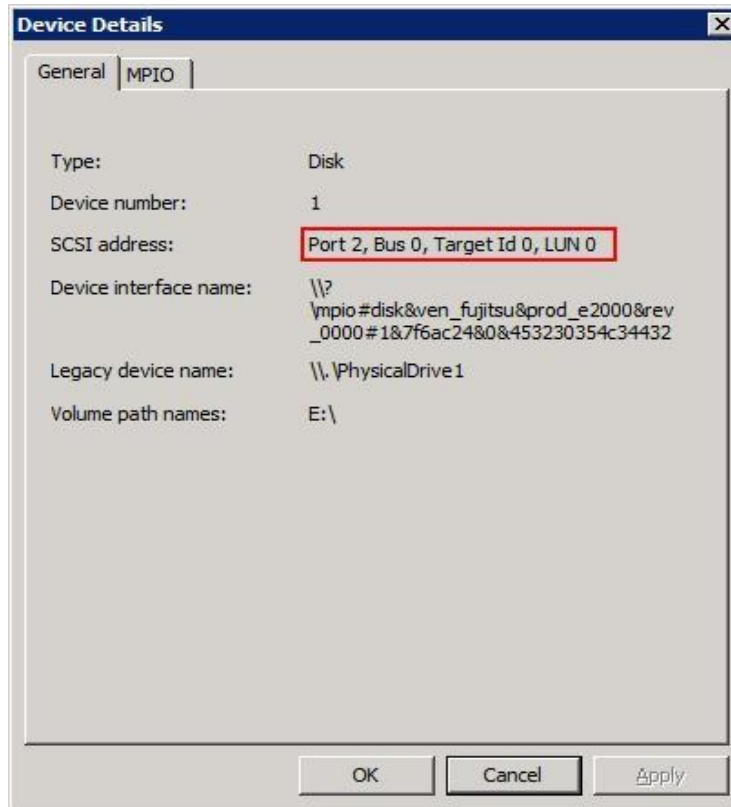 Device Details
General
MPIO
Type: Disk
Device number: 1
SCSI address: Port 2, Bus 0, Target Id 0, LUN 0
Device interface name: \\?
\mpio#disk&ven_fujitsu&prod_e2000&rev
_0000#1&7f6ac24&0&453230354c34432
Legacy device name: \\.\PhysicalDrive1
Volume path names: E:\
OK
Cancel
Apply